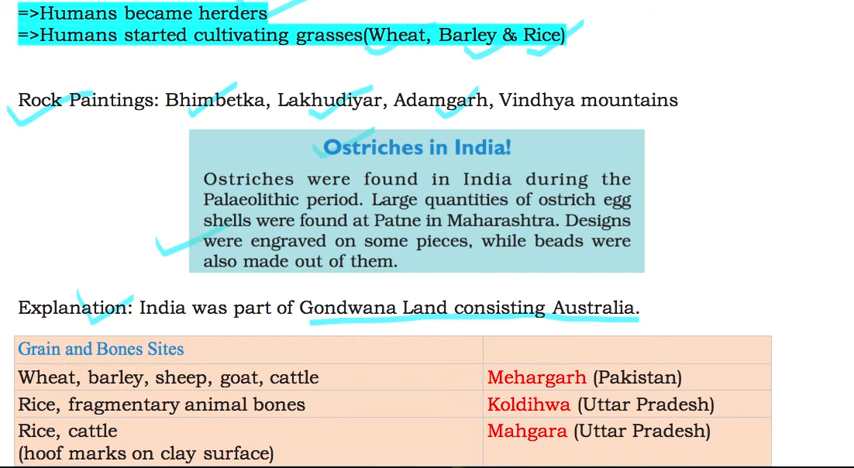 =>Humans became herders
=>Humans started cultivating grasses(Wheat, Barley & Rice)
Rock Paintings: Bhimbetka, Lakhudiyar, Adamgarh, Vindhya mountains
Ostriches in India!
Ostriches were found in India during the
Palaeolithic period. Large quantities of ostrich egg
shells were found at Patne in Maharashtra. Designs
were engraved on some pieces, while beads were
also made out of them.
Explanation: India was part of Gondwana Land consisting Australia.
Grain and Bones Sites
Wheat, barley, sheep, goat, cattle Mehargarh (Pakistan)
Rice, fragmentary animal bones Koldihwa (Uttar Pradesh)
Rice, cattle Mahgara (Uttar Pradesh)
(hoof marks on clay surface)